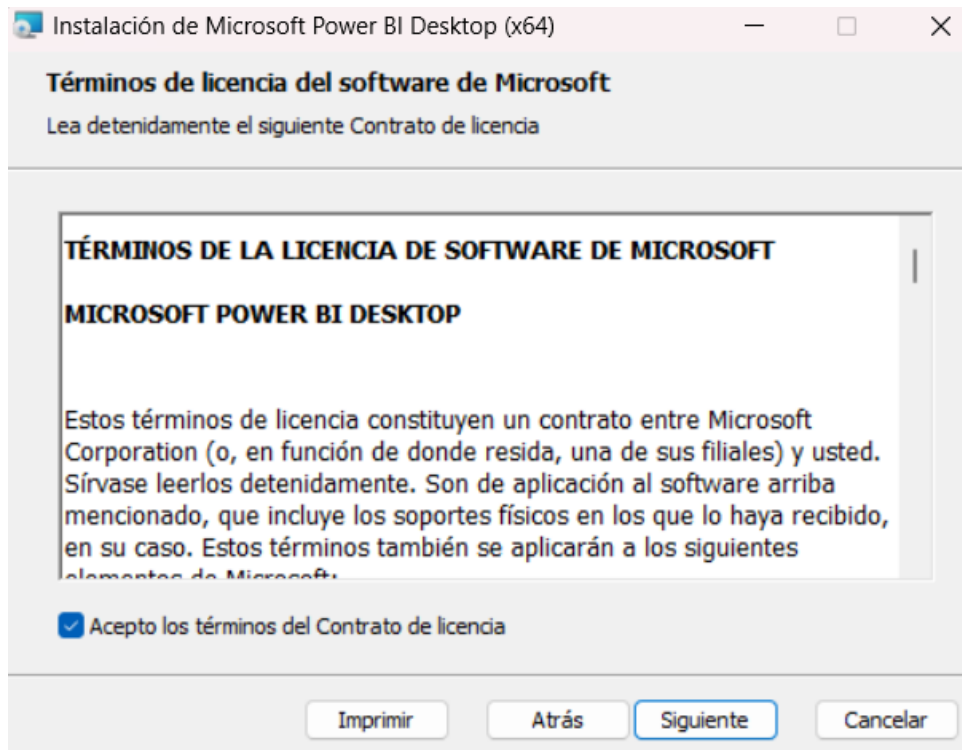 Instalación de Microsoft Power BI Desktop (x64)
Términos de licencia del software de Microsoft
Lea detenidamente el siguiente Contrato de licencia
TÉRMINOS DE LA LICENCIA DE SOFTWARE DE MICROSOFT
MICROSOFT POWER BI DESKTOP
Estos términos de licencia constituyen un contrato entre Microsoft
Corporation (o, en función de donde resida, una de sus filiales) y usted.
Sírvase leerlos detenidamente. Son de aplicación al software arriba
mencionado, que incluye los soportes físicos en los que lo haya recibido,
en su caso. Estos términos también se aplicarán a los siguientes
elementos de Microsoft:
Acepto los términos del Contrato de licencia
Imprimir Atrás Siguiente Cancelar